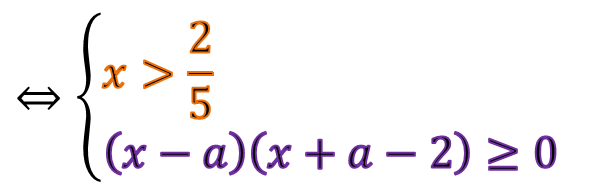 ⇔ { x > 2/5
(x − a)(x + a − 2) ≥ 0